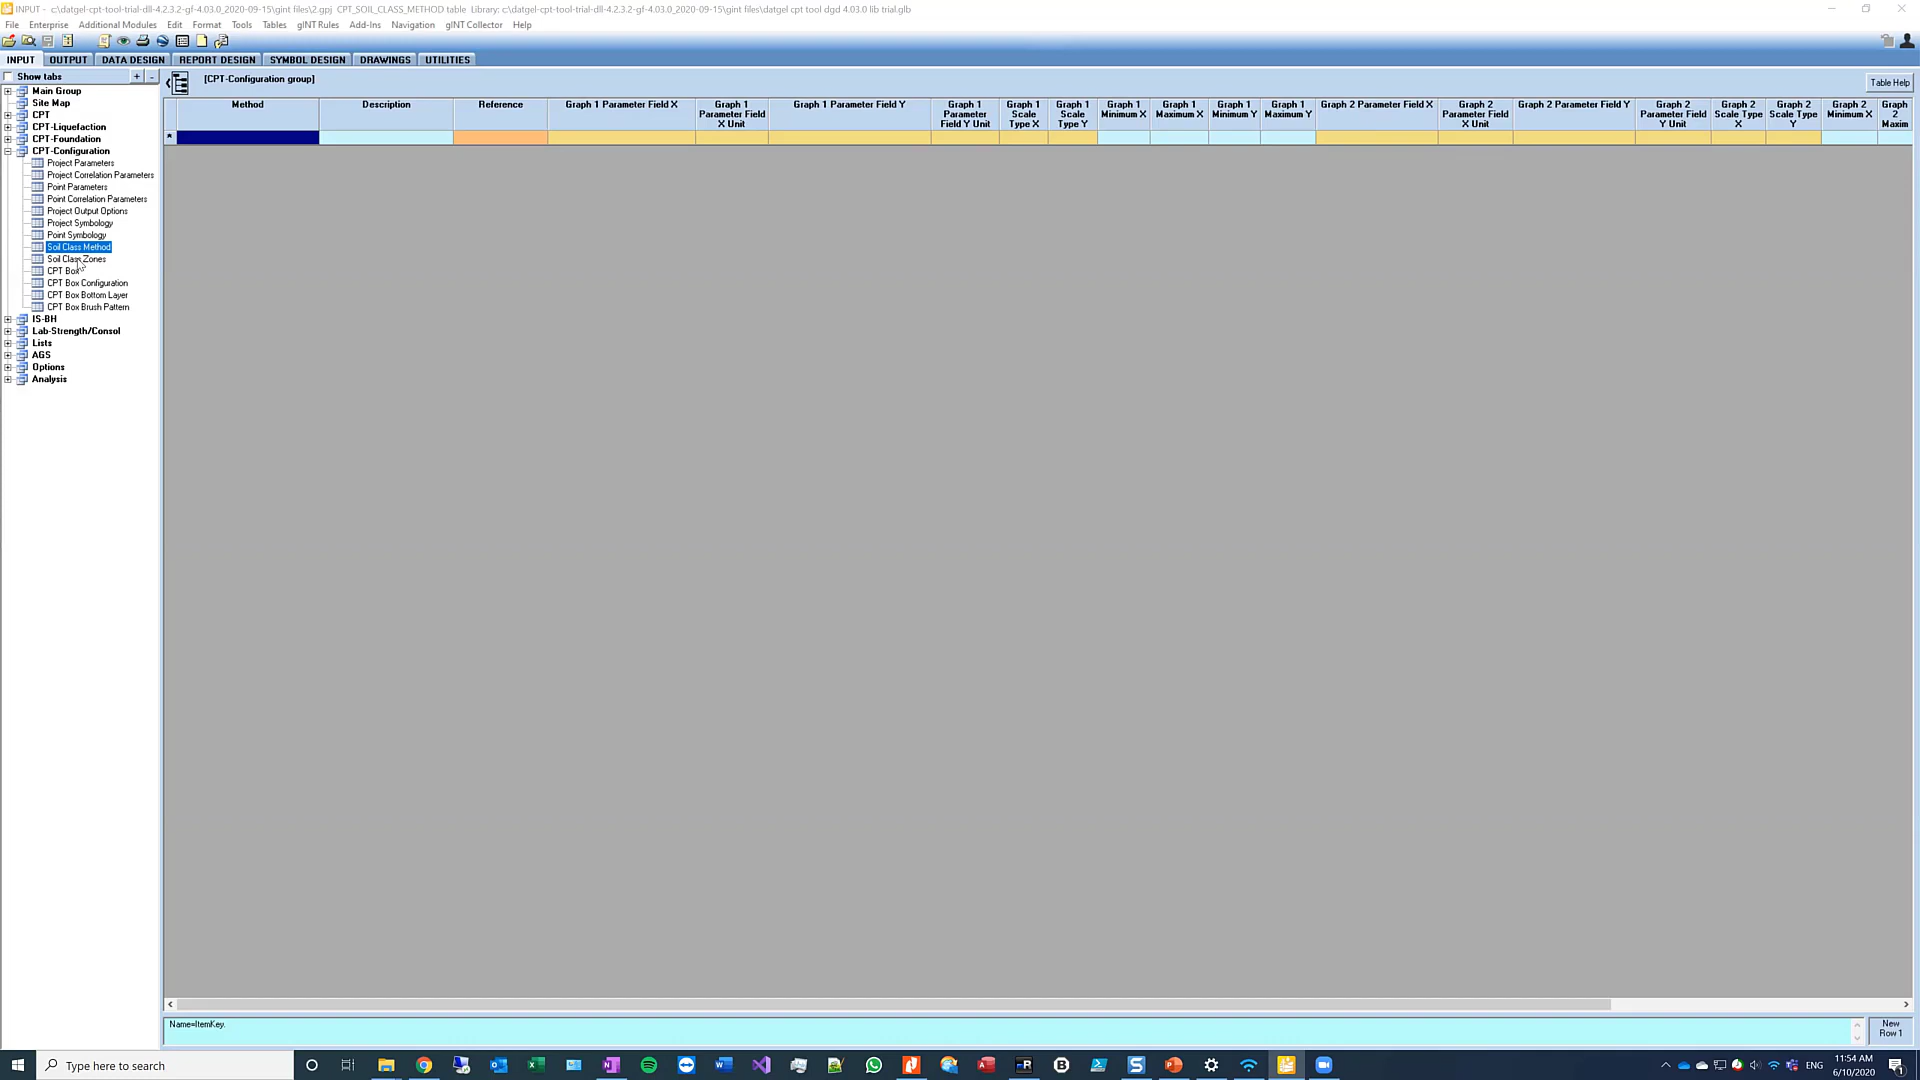 INPUT - c:\datgel-cpt-tool-trial-dll-4.2.3.2-gf-4.03.0_2020-09-15\gint files\2.gpj CPT_SOIL_CLASS_METHOD table Library: c:\datgel-cpt-tool-trial-dll-4.2.3.2-gf-4.03.0_2020-09-15\gint files\datgel cpt tool dgd 4.03.0 lib trial.glb
File Enterprise Additional Modules Edit Format Tools Tables gINT Rules Add-Ins Navigation gINT Collector Help
INPUT OUTPUT DATA DESIGN REPORT DESIGN SYMBOL DESIGN DRAWINGS UTILITIES
Show tabs + -
[CPT-Configuration group]
Table Help
Main Group
Site Map
CPT
CPT-Liquefaction
CPT-Foundation
CPT-Configuration
Project Parameters
Project Correlation Parameters
Point Parameters
Point Correlation Parameters
Project Output Options
Project Symbology
Point Symbology
Soil Class Method
Soil Class Zones
CPT Box
CPT Box Configuration
CPT Box Bottom Layer
CPT Box Brush Pattern
IS-BH
Lab-Strength/Consol
Lists
AGS
Options
Analysis
Method
Description
Reference
Graph 1 Parameter Field X
Graph 1 Parameter Field X Unit
Graph 1 Parameter Field Y
Graph 1 Parameter Field Y Unit
Graph 1 Scale Type X
Graph 1 Scale Type Y
Graph 1 Minimum X
Graph 1 Maximum X
Graph 1 Minimum Y
Graph 1 Maximum Y
Graph 2 Parameter Field X
Graph 2 Parameter Field X Unit
Graph 2 Parameter Field Y
Graph 2 Parameter Field Y Unit
Graph 2 Scale Type X
Graph 2 Scale Type Y
Graph 2 Minimum X
Graph 2 Maxim
*
Name=ItemKey.
New Row 1
Type here to search
ENG
11:54 AM
6/10/2020